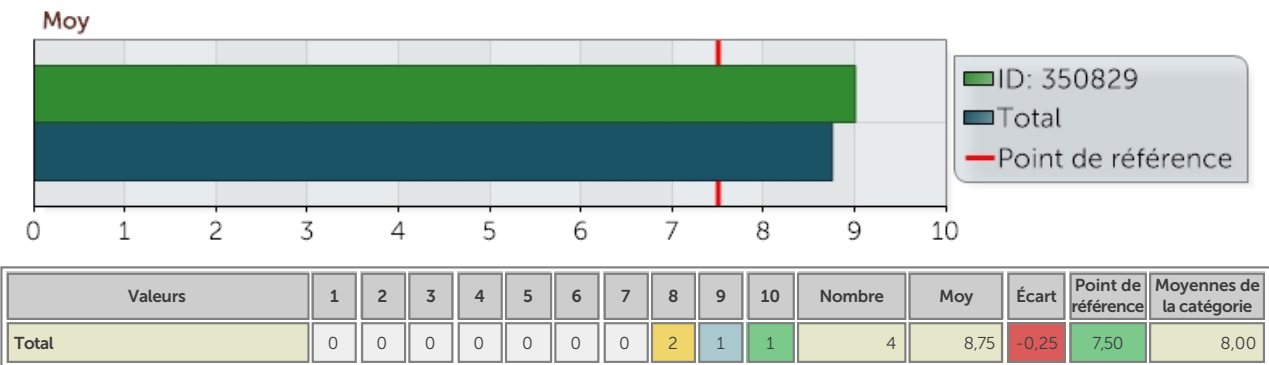 Moy
ID: 350829
Total
Point de référence
0 1 2 3 4 5 6 7 8 9 10
Valeurs 1 2 3 4 5 6 7 8 9 10 Nombre Moy Écart Point de référence Moyennes de la catégorie
Total 0 0 0 0 0 0 0 2 1 1 4 8,75 -0,25 7,50 8,00